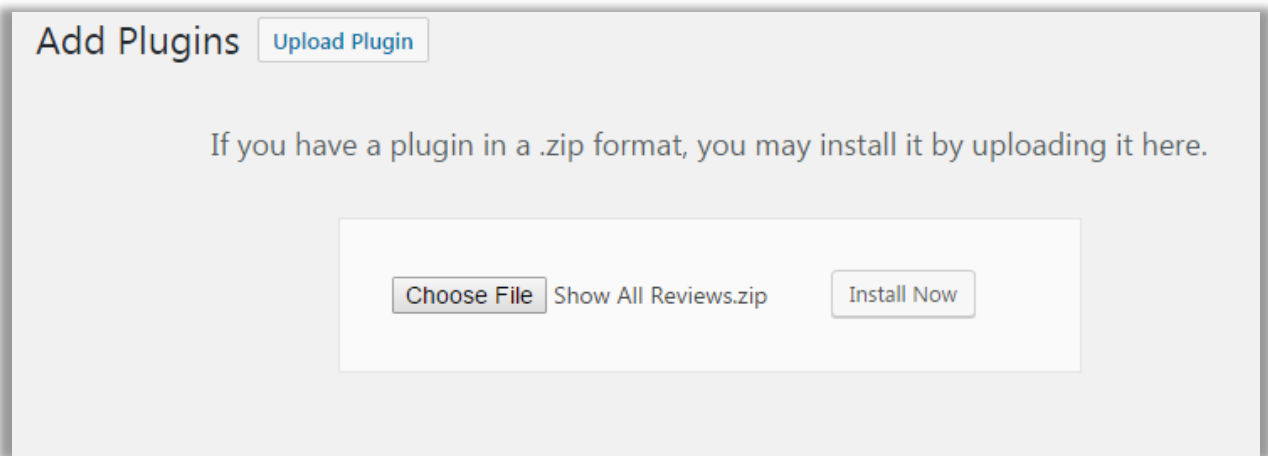 Add Plugins Upload Plugin
If you have a plugin in a .zip format, you may install it by uploading it here.
Choose File Show All Reviews.zip Install Now